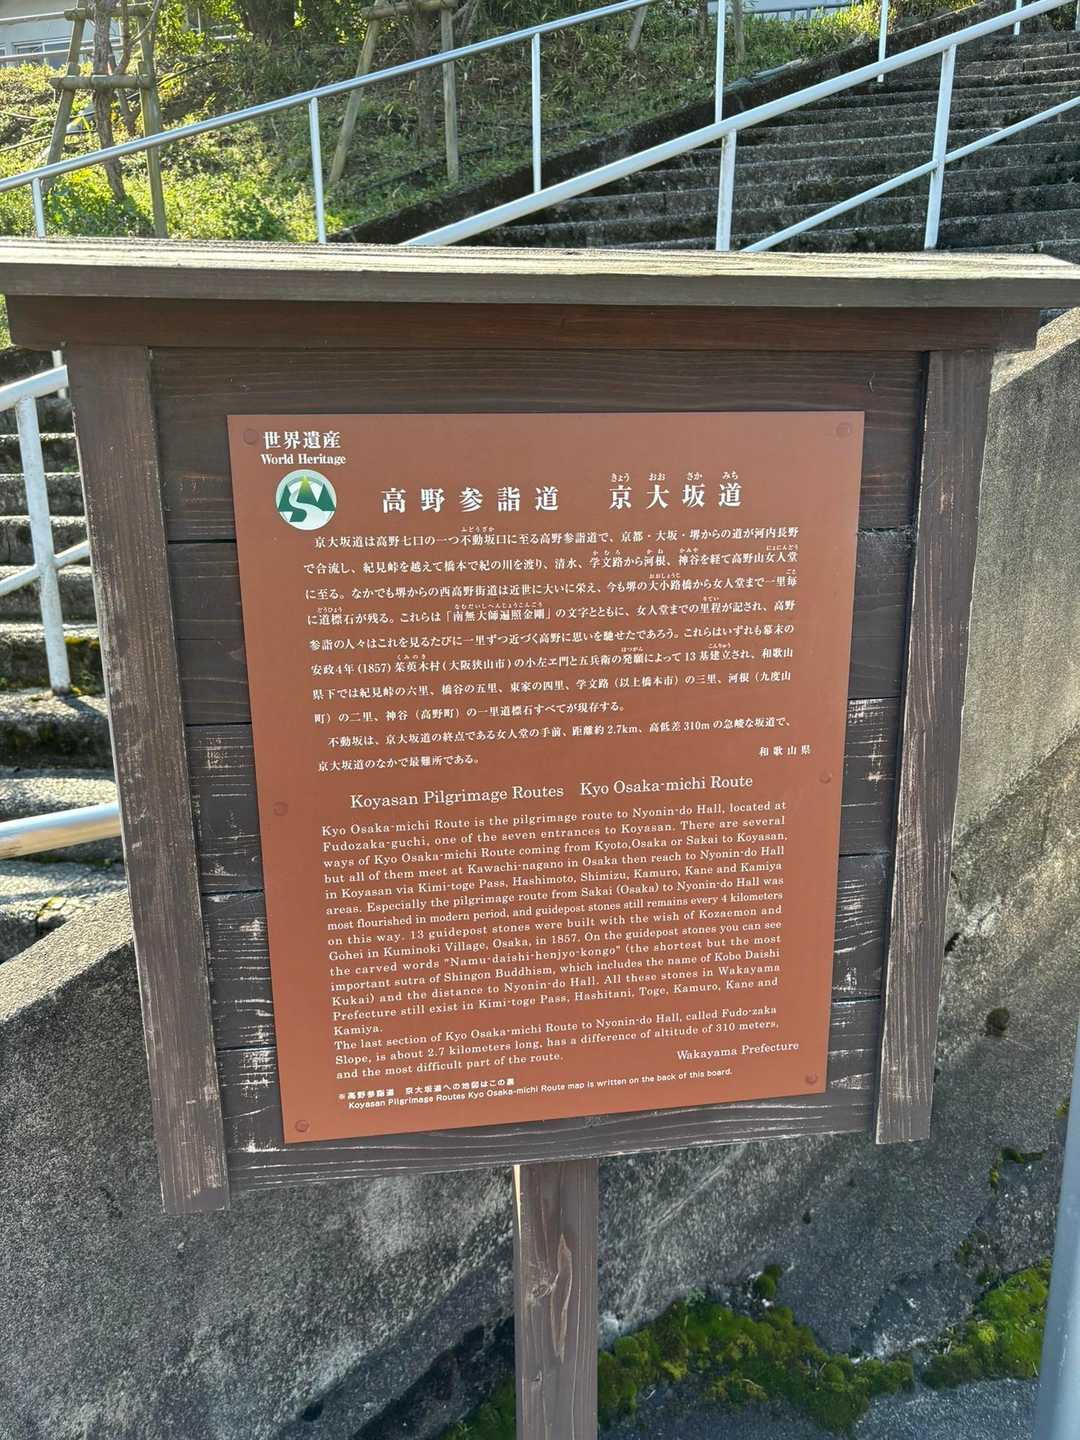 世界遺産
World Heritage
高野参詣道 京大坂道
きょう おお さか みち
京大坂道は高野七口の一つ不動坂口に至る高野参詣道で、京都・大坂・堺からの道が河内長野
で合流し、紀見峠を越えて橋本で紀の川を渡り、清水、学文路から河根、神谷を経て高野山女人堂
に至る。なかでも堺からの西高野街道は近世に大いに栄え、今も堺の大小路橋から女人堂まで一里毎
に道標石が残る。これらは「南無大師遍照金剛」の文字とともに、女人堂までの里程が記され、高野
参詣の人々はこれを見るたびに一里ずつ近づく高野に思いを馳せたであろう。これらはいずれも幕末の
安政4年(1857)茱萸木村(大阪狭山市)の小左ヱ門と五兵衛の発願によって13基建立され、和歌山
県下では紀見峠の六里、橋谷の五里、東家の四里、学文路(以上橋本市)の三里、河根(九度山
町)の二里、神谷(高野町)の一里道標石すべてが現存する。
不動坂は、京大坂道の終点である女人堂の手前、距離約2.7km、高低差310mの急峻な坂道で、
京大坂道のなかで最難所である。
和歌山県
Koyasan Pilgrimage Routes Kyo Osaka-michi Route
Kyo Osaka-michi Route is the pilgrimage route to Nyonin-do Hall, located at
Fudozaka-guchi, one of the seven entrances to Koyasan. There are several
ways of Kyo Osaka-michi Route coming from Kyoto,Osaka or Sakai to Koyasan,
but all of them meet at Kawachi-nagano in Osaka then reach to Nyonin-do Hall
in Koyasan via Kimi-toge Pass, Hashimoto, Shimizu, Kamuro, Kane and Kamiya
areas. Especially the pilgrimage route from Sakai (Osaka) to Nyonin-do Hall was
most flourished in modern period, and guidepost stones still remains every 4 kilometers
on this way. 13 guidepost stones were built with the wish of Kozaemon and
Gohei in Kuminoki Village, Osaka, in 1857. On the guidepost stones you can see
the carved words "Namu-daishi-henjyo-kongo" (the shortest but the most
important sutra of Shingon Buddhism, which includes the name of Kobo Daishi
Kukai) and the distance to Nyonin-do Hall. All these stones in Wakayama
Prefecture still exist in Kimi-toge Pass, Hashitani, Toge, Kamuro, Kane and
Kamiya.
The last section of Kyo Osaka-michi Route to Nyonin-do Hall, called Fudo-zaka
Slope, is about 2.7 kilometers long, has a difference of altitude of 310 meters,
and the most difficult part of the route.
Wakayama Prefecture
※高野参詣道 京大坂道への地図はこの裏
Koyasan Pilgrimage Routes Kyo Osaka-michi Route map is written on the back of this board.